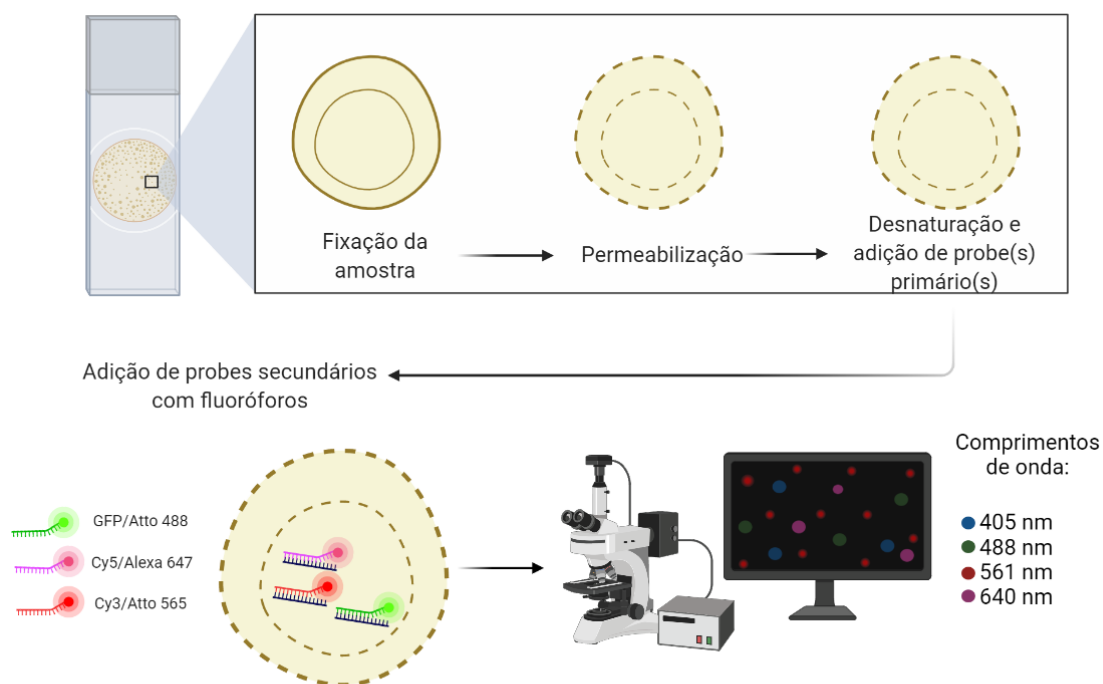 Fixação da
amostra
Permeabilização
Desnaturação e
adição de probe(s)
primário(s)
Adição de probes secundários
com fluoróforos
GFP/Atto 488
Cy5/Alexa 647
Cy3/Atto 565
Comprimentos
de onda:
405 nm
488 nm
561 nm
640 nm